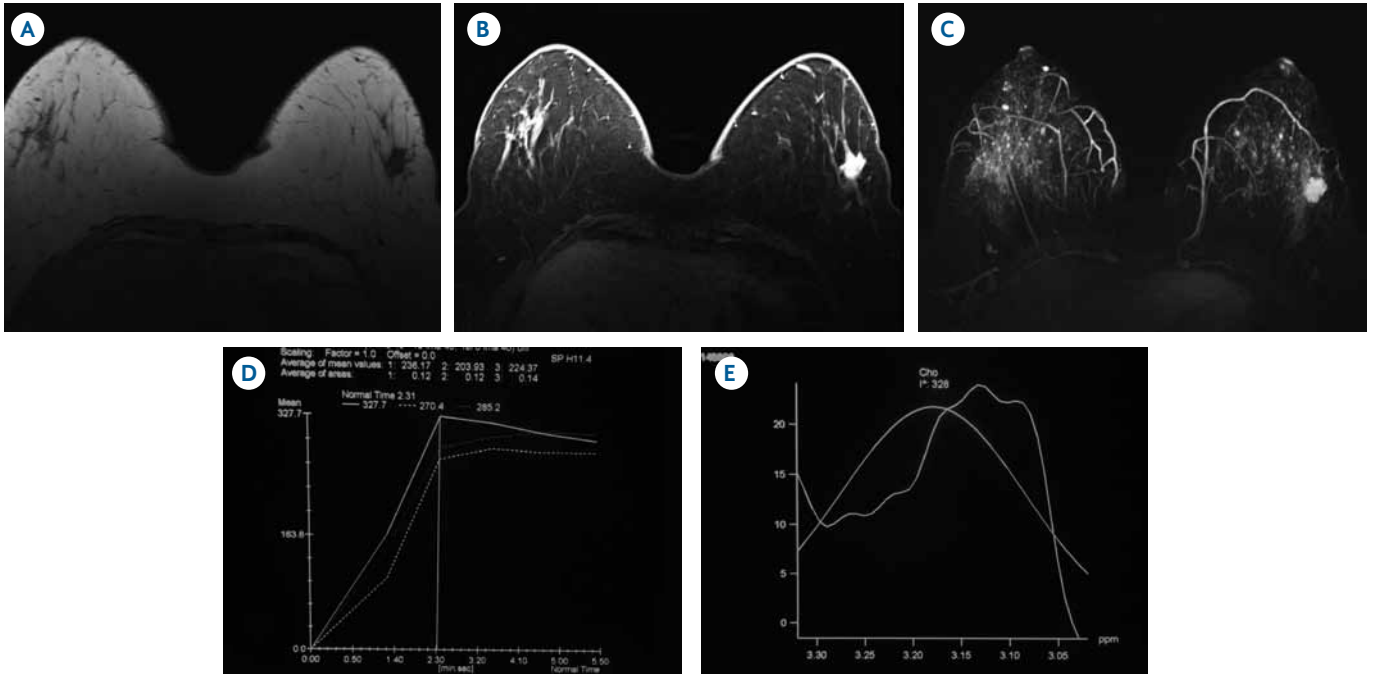 A
B
C
D
Scaling: Factor = 1.0 Offset = 0.0
SP H11.4
Average of mean values: 1: 236.17 2: 203.93 3: 224.37
Average of areas: 1: 0.12 2: 0.12 3: 0.14
Normal Time 2.31
Mean
327.7
327.7 270.4 285.2
163.8
0.0
0.00 0.50 1.40 2.30 3.20 4.10 5.00 5.50
[min.sec] Normal Time
E
Cho
I*: 328
20
15
10
5
0
ppm
3.30 3.25 3.20 3.15 3.10 3.05